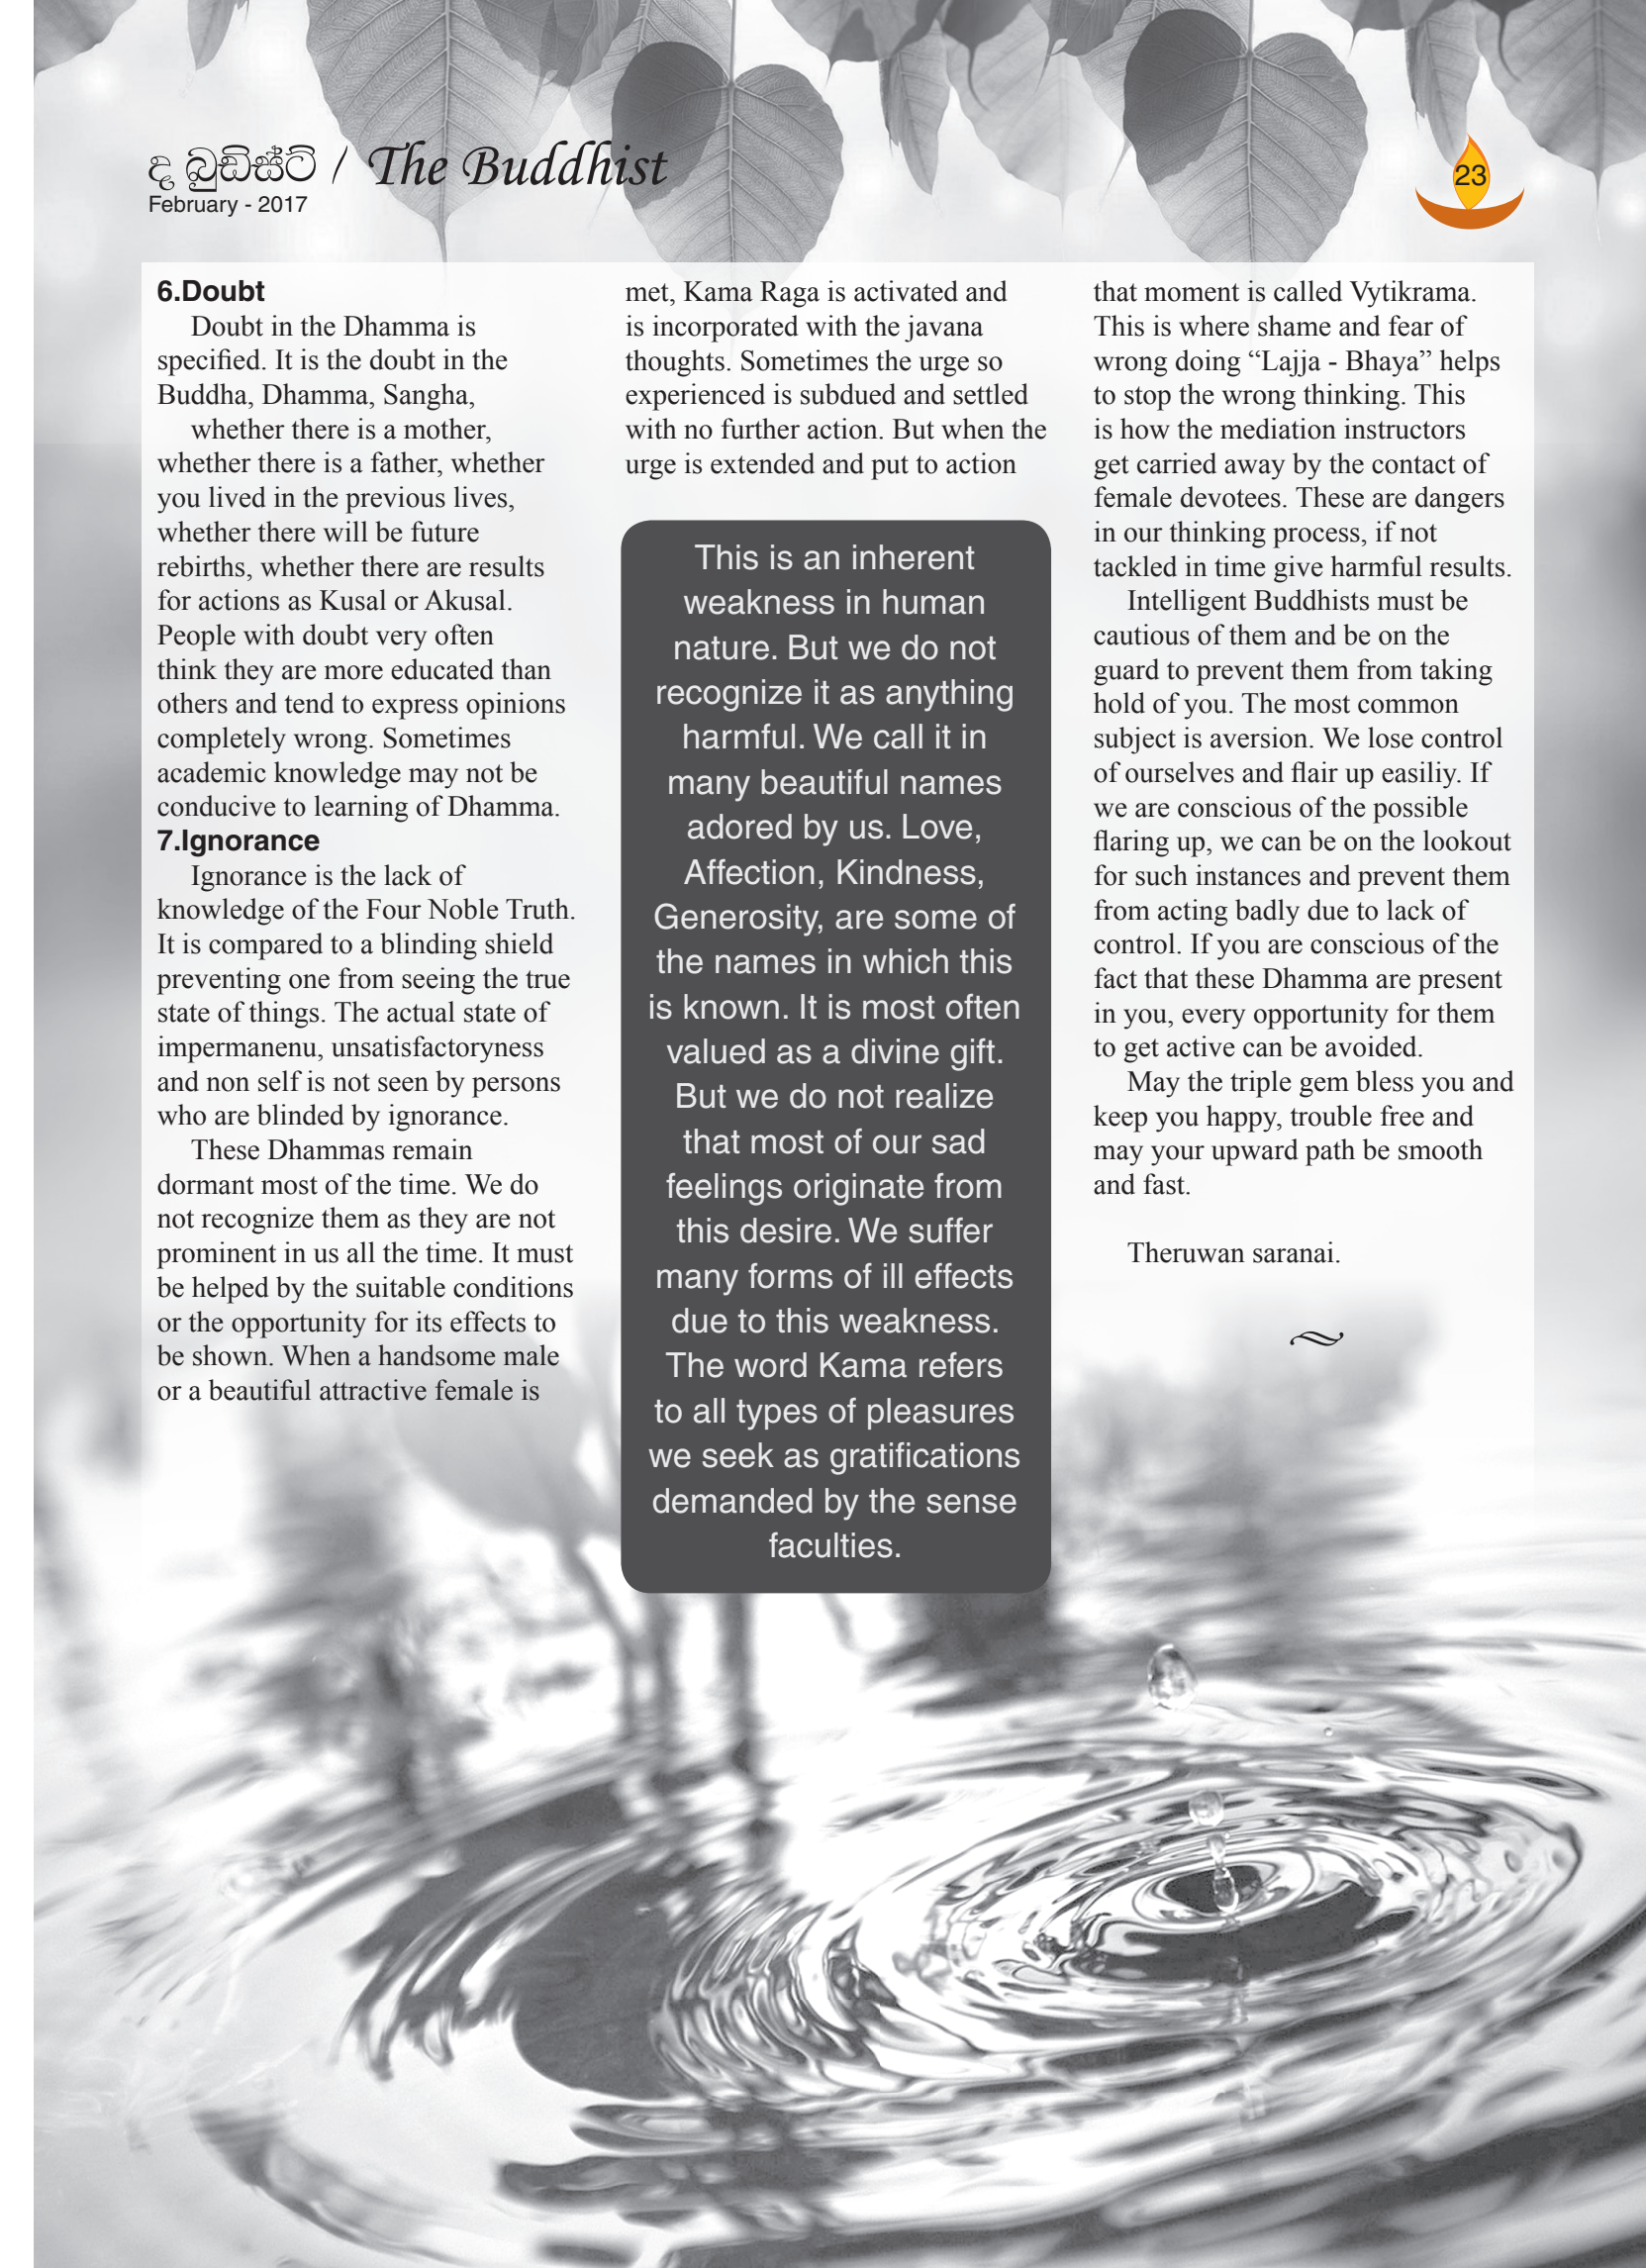 ද බුඩිස්ට් / The Buddhist
February - 2017
23
6.Doubt
Doubt in the Dhamma is
specified. It is the doubt in the
Buddha, Dhamma, Sangha,
whether there is a mother,
whether there is a father, whether
you lived in the previous lives,
whether there will be future
rebirths, whether there are results
for actions as Kusal or Akusal.
People with doubt very often
think they are more educated than
others and tend to express opinions
completely wrong. Sometimes
academic knowledge may not be
conducive to learning of Dhamma.
7.Ignorance
Ignorance is the lack of
knowledge of the Four Noble Truth.
It is compared to a blinding shield
preventing one from seeing the true
state of things. The actual state of
impermanenu, unsatisfactoryness
and non self is not seen by persons
who are blinded by ignorance.
These Dhammas remain
dormant most of the time. We do
not recognize them as they are not
prominent in us all the time. It must
be helped by the suitable conditions
or the opportunity for its effects to
be shown. When a handsome male
or a beautiful attractive female is
met, Kama Raga is activated and
is incorporated with the javana
thoughts. Sometimes the urge so
experienced is subdued and settled
with no further action. But when the
urge is extended and put to action
This is an inherent
weakness in human
nature. But we do not
recognize it as anything
harmful. We call it in
many beautiful names
adored by us. Love,
Affection, Kindness,
Generosity, are some of
the names in which this
is known. It is most often
valued as a divine gift.
But we do not realize
that most of our sad
feelings originate from
this desire. We suffer
many forms of ill effects
due to this weakness.
The word Kama refers
to all types of pleasures
we seek as gratifications
demanded by the sense
faculties.
that moment is called Vytikrama.
This is where shame and fear of
wrong doing “Lajja - Bhaya” helps
to stop the wrong thinking. This
is how the mediation instructors
get carried away by the contact of
female devotees. These are dangers
in our thinking process, if not
tackled in time give harmful results.
Intelligent Buddhists must be
cautious of them and be on the
guard to prevent them from taking
hold of you. The most common
subject is aversion. We lose control
of ourselves and flair up easiliy. If
we are conscious of the possible
flaring up, we can be on the lookout
for such instances and prevent them
from acting badly due to lack of
control. If you are conscious of the
fact that these Dhamma are present
in you, every opportunity for them
to get active can be avoided.
May the triple gem bless you and
keep you happy, trouble free and
may your upward path be smooth
and fast.
Theruwan saranai.